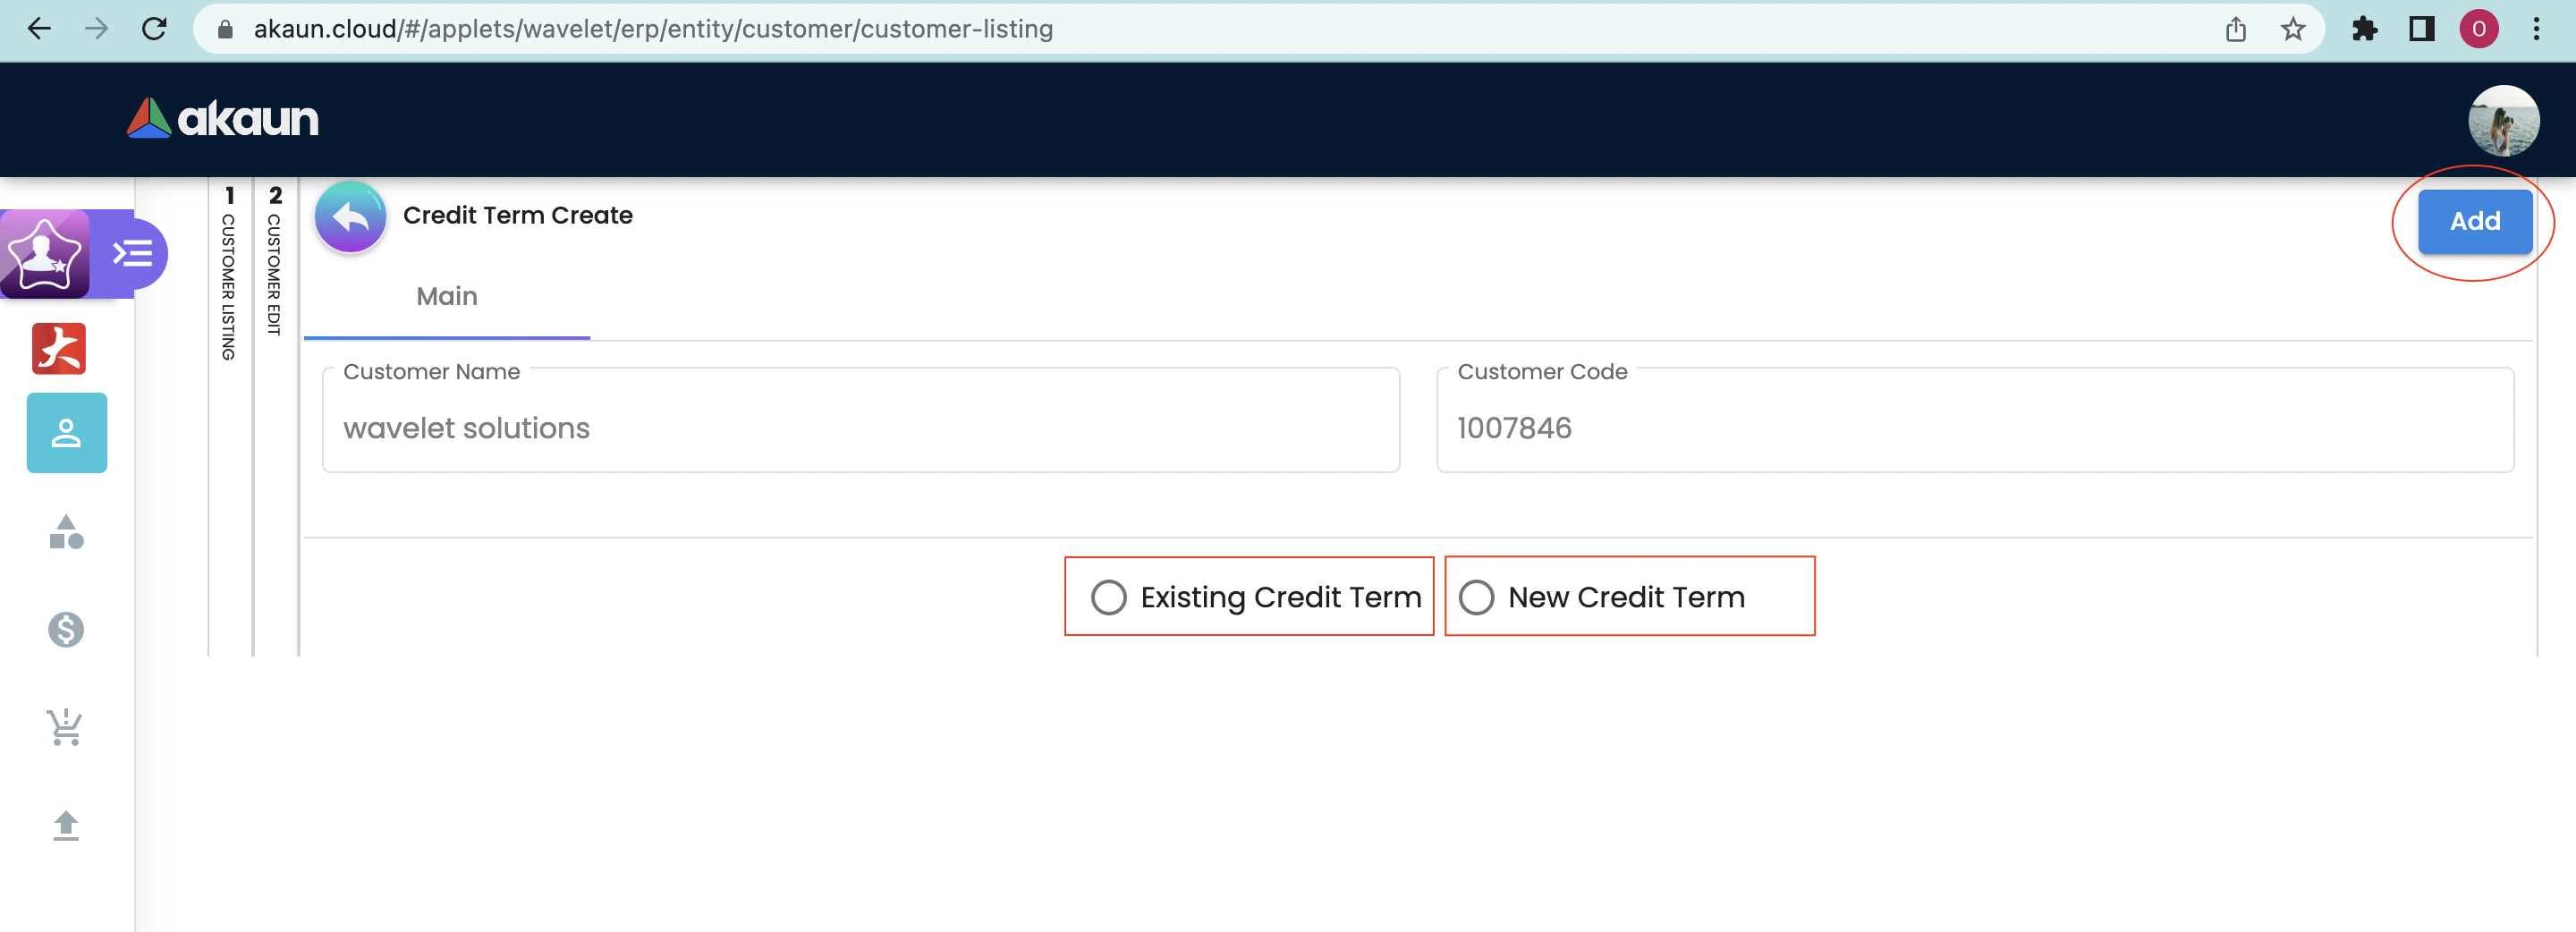 akaun.cloud/#/applets/wavelet/erp/entity/customer/customer-listing
O
akaun
1
CUSTOMER LISTING
2
CUSTOMER EDIT
Credit Term Create
Add
Main
Customer Name
wavelet solutions
Customer Code
1007846
Existing Credit Term
New Credit Term